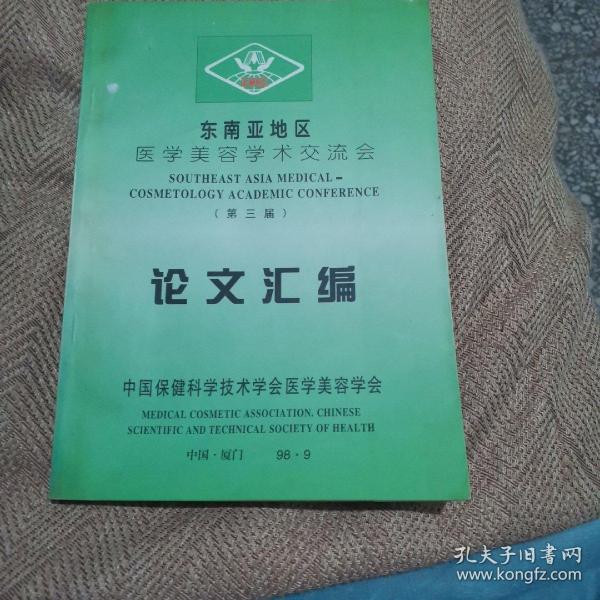 东南亚地区
医学美容学术交流会
SOUTHEAST ASIA MEDICAL-
COSMETOLOGY ACADEMIC CONFERENCE
(第三届)
论文汇编
中国保健科学技术学会医学美容学会
MEDICAL COSMETIC ASSOCIATION, CHINESE
SCIENTIFIC AND TECHNICAL SOCIETY OF HEALTH
中国·厦门 98·9
孔夫子旧书网
www.kongfz.com